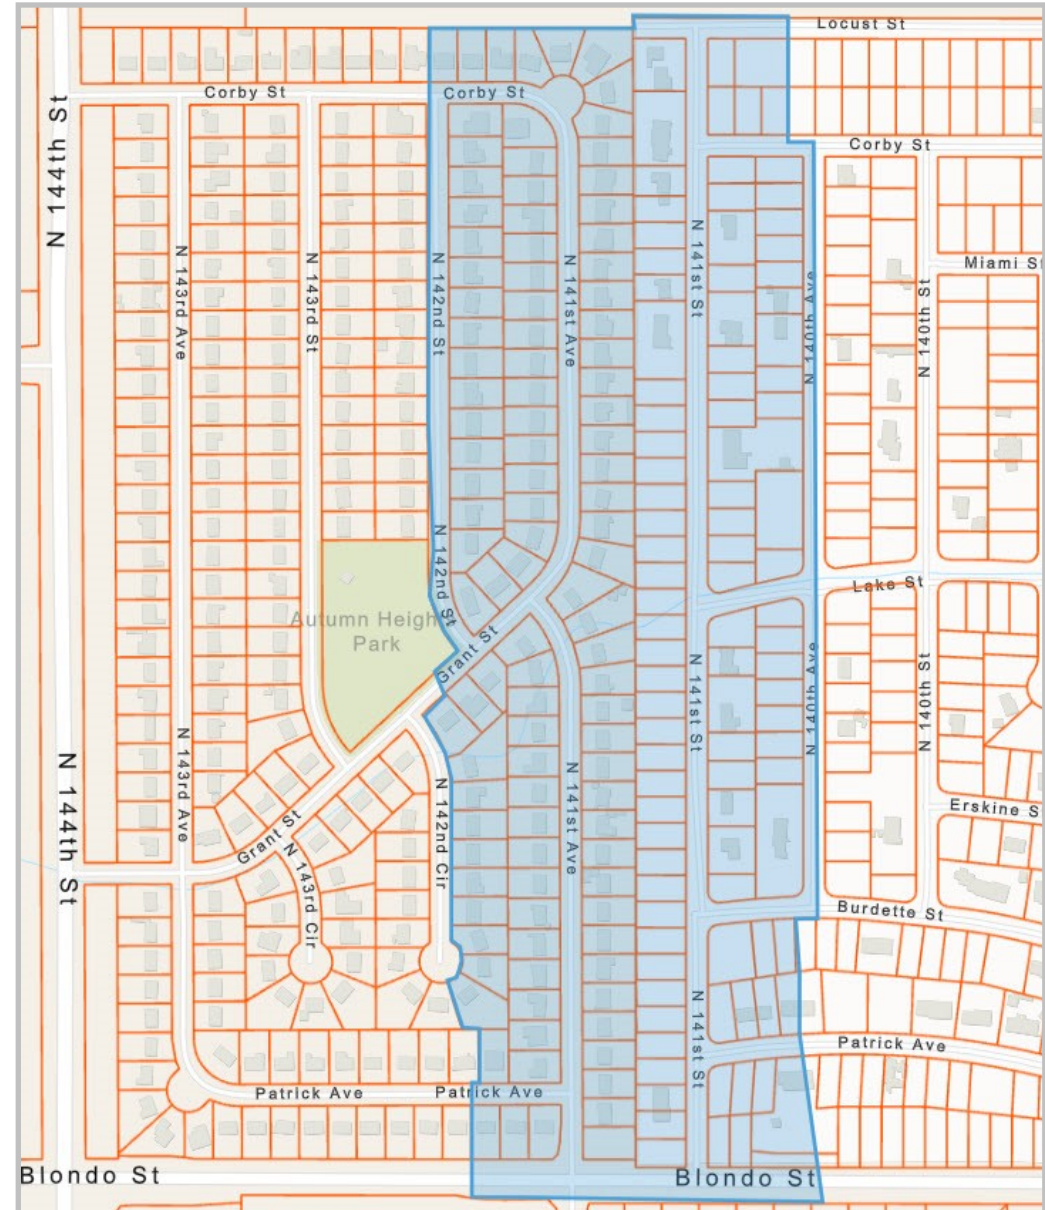 Locust St
Corby St
Corby St
Corby St
N 144th St
N 143rd Ave
N 143rd St
N 142nd St
N 141st Ave
N 141st St
N 140th Ave
N 140th St
Miami St
N 142nd St
Lake St
Autumn Heigh
Park
Grant St
N 141st St
N 140th Ave
N 140th St
N 144th St
N 143rd Ave
N 142nd Cir
N 141st Ave
Erskine S
Grant St
N 143rd Cir
Burdette St
N 141st St
Patrick Ave
Patrick Ave
Patrick Ave
Blondo St
Blondo St